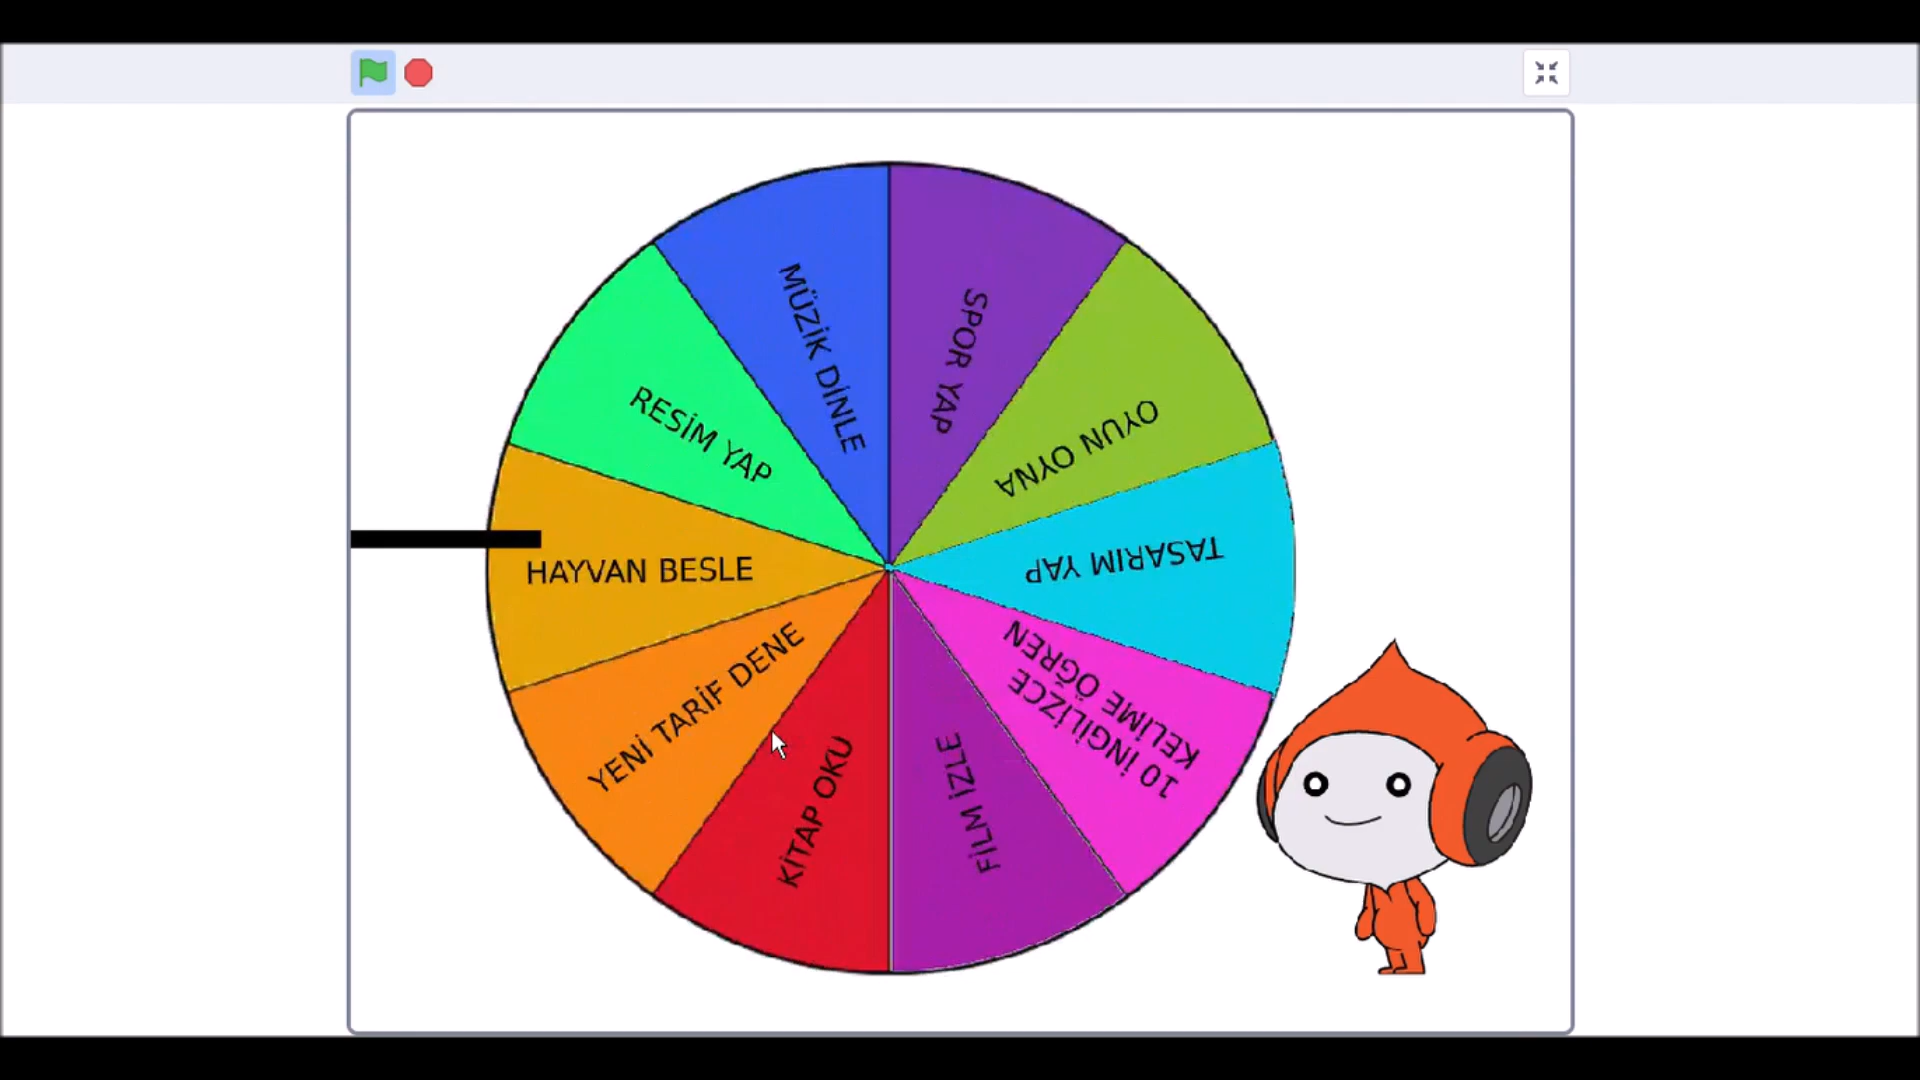 MÜZİK DİNLE
SPOR YAP
OYUN OYNA
TASARIM YAP
10 İNGİLİZCE
KELİME ÖĞREN
FİLM İZLE
KİTAP OKU
YENİ TARİF DENE
HAYVAN BESLE
RESİM YAP